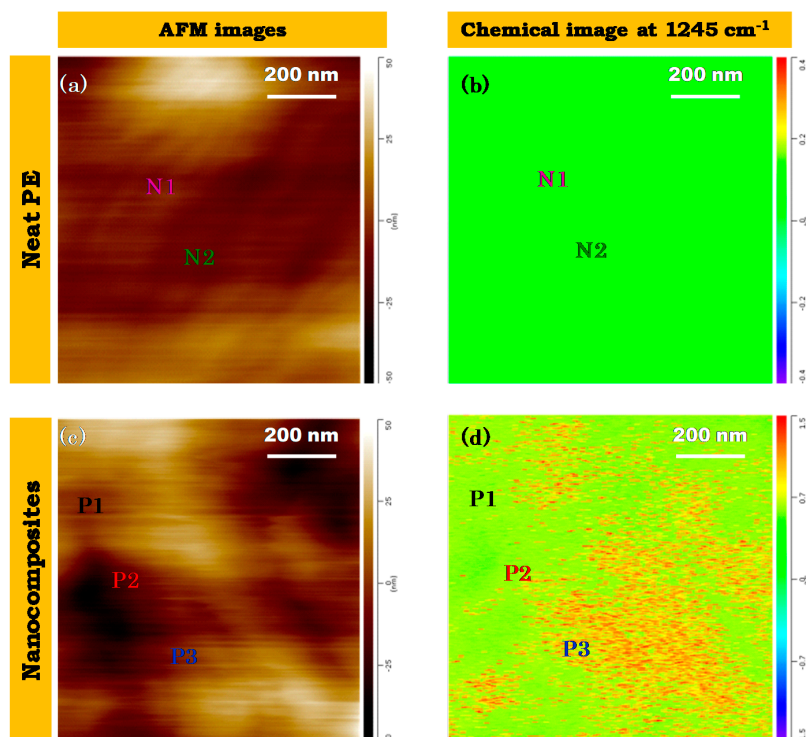 AFM images
Chemical image at 1245 cm-1
Neat PE
(a)
200 nm
N1
N2
50
25
0
(nm)
-25
-50
(b)
200 nm
N1
N2
0.4
0.2
0.0
-0.2
-0.4
Nanocomposites
(c)
200 nm
P1
P2
P3
50
25
0
(nm)
-25
(d)
200 nm
P1
P2
P3
1.5
0.7
0.0
-0.7